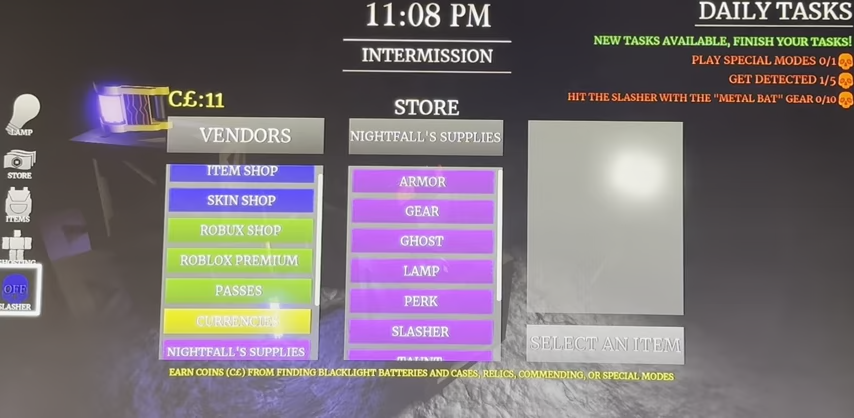 11:08 PM
INTERMISSION
DAILY TASKS
NEW TASKS AVAILABLE, FINISH YOUR TASKS!
PLAY SPECIAL MODES 0/1
GET DETECTED 1/5
HIT THE SLASHER WITH THE "METAL BAT" GEAR 0/10
C£:11
STORE
VENDORS
NIGHTFALL'S SUPPLIES
ITEM SHOP
SKIN SHOP
ROBUX SHOP
ROBLOX PREMIUM
PASSES
CURRENCIES
NIGHTFALL'S SUPPLIES
ARMOR
GEAR
GHOST
LAMP
PERK
SLASHER
TAUNT
SELECT AN ITEM
EARN COINS (C£) FROM FINDING BLACKLIGHT BATTERIES AND CASES, RELICS, COMMENDING, OR SPECIAL MODES
LAMP
STORE
ITEMS
OFF
SLASHER